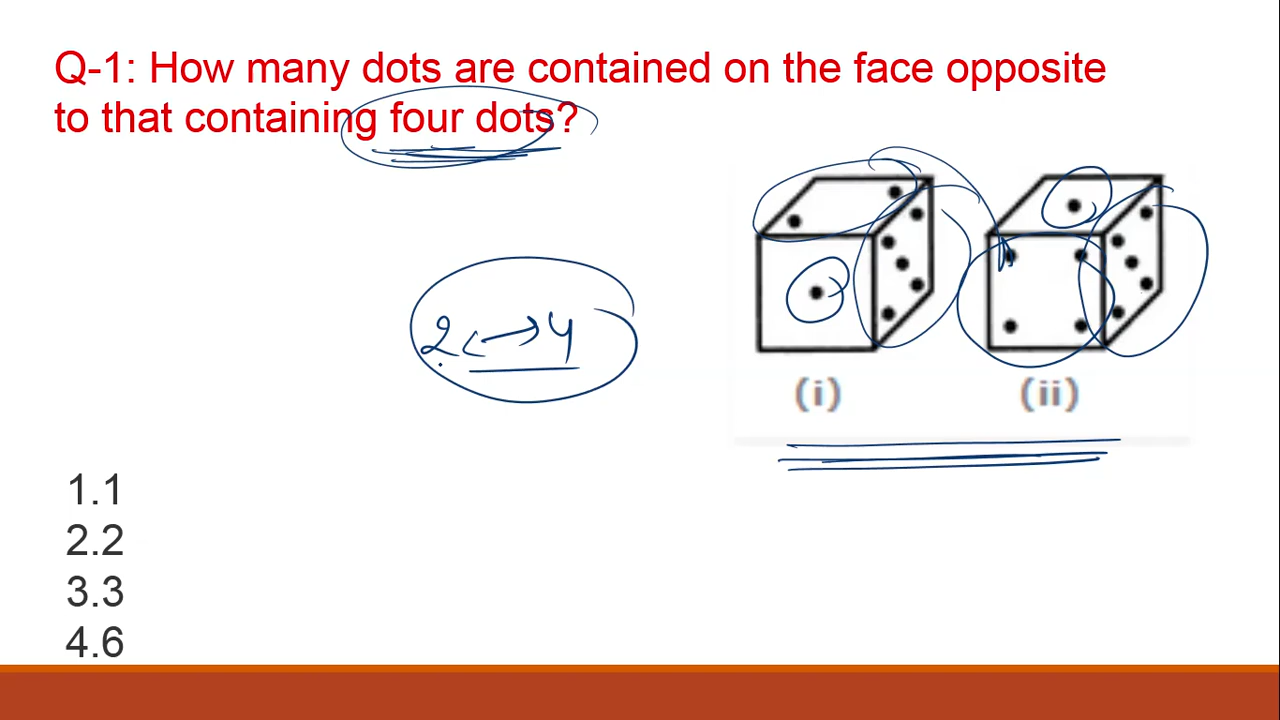 Q-1: How many dots are contained on the face opposite
to that containing four dots?
2 ↔ 4
(i) (ii)
1.1
2.2
3.3
4.6